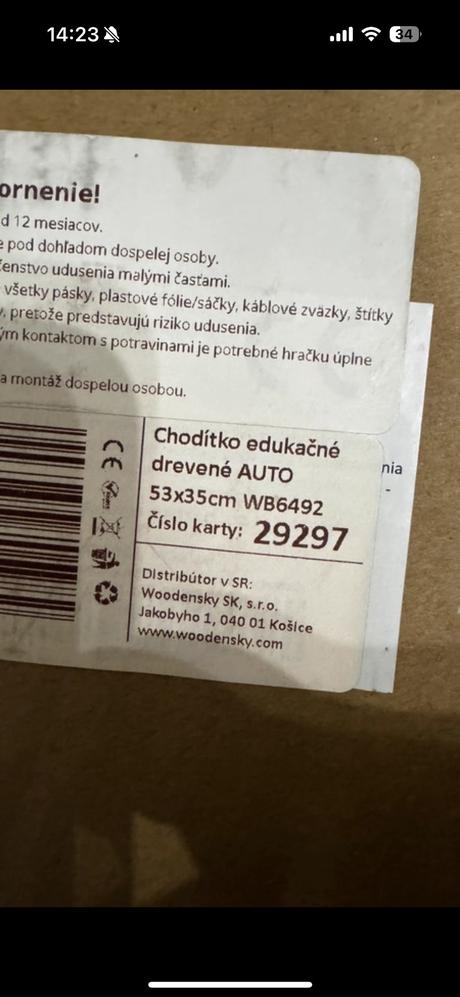 14:23
34
ornenie!
d 12 mesiacov.
e pod dohľadom dospelej osoby.
čenstvo udusenia malými časťami.
všetky pásky, plastové fólie/sáčky, káblové zväzky, štítky
, pretože predstavujú riziko udusenia.
ým kontaktom s potravinami je potrebné hračku úplne
a montáž dospelou osobou.
nia
-
CE
Chodítko edukačné
drevené AUTO
53x35cm WB6492
Číslo karty: 29297
Distribútor v SR:
Woodensky SK, s.r.o.
Jakobyho 1, 040 01 Košice
www.woodensky.com